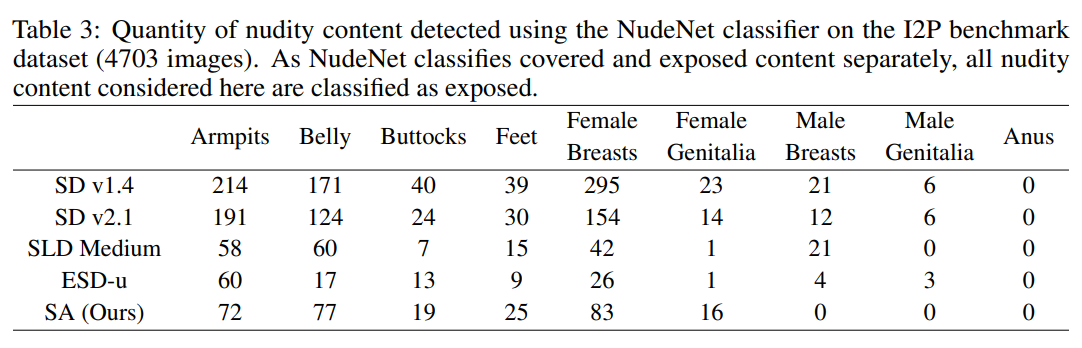 Table 3: Quantity of nudity content detected using the NudeNet classifier on the I2P benchmark
dataset (4703 images). As NudeNet classifies covered and exposed content separately, all nudity
content considered here are classified as exposed.
Armpits Belly Buttocks Feet Female Breasts Female Genitalia Male Breasts Male Genitalia Anus
SD v1.4 214 171 40 39 295 23 21 6 0
SD v2.1 191 124 24 30 154 14 12 6 0
SLD Medium 58 60 7 15 42 1 21 0 0
ESD-u 60 17 13 9 26 1 4 3 0
SA (Ours) 72 77 19 25 83 16 0 0 0